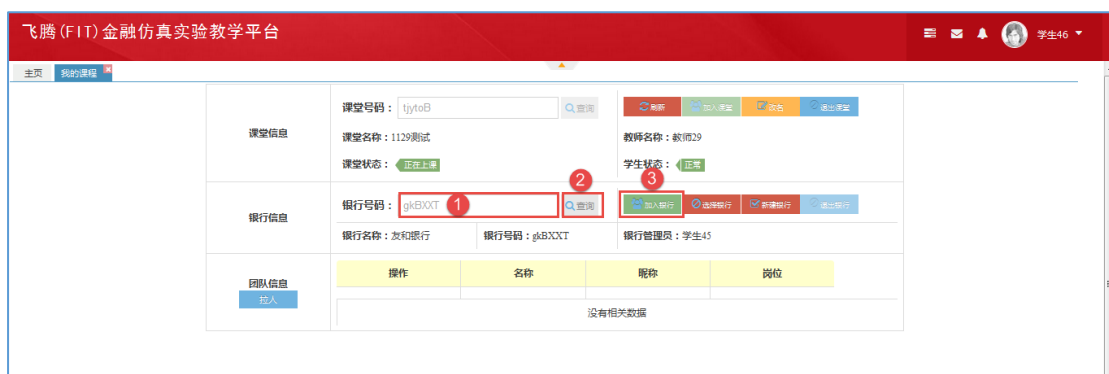 飞腾(FIT)金融仿真实验教学平台
学生46
主页 我的课程
课堂信息
课堂号码： tjytoB 查询 刷新 加入课堂 改名 退出课堂
课堂名称：1129测试 教师名称：教师29
课堂状态： 正在上课 学生状态： 正常
银行信息
2 3
银行号码： gkBXXT 1 查询 加入银行 选择银行 新建银行 退出银行
银行名称：友和银行 银行号码：gkBXXT 银行管理员：学生45
团队信息
拉人
操作 名称 昵称 岗位
没有相关数据